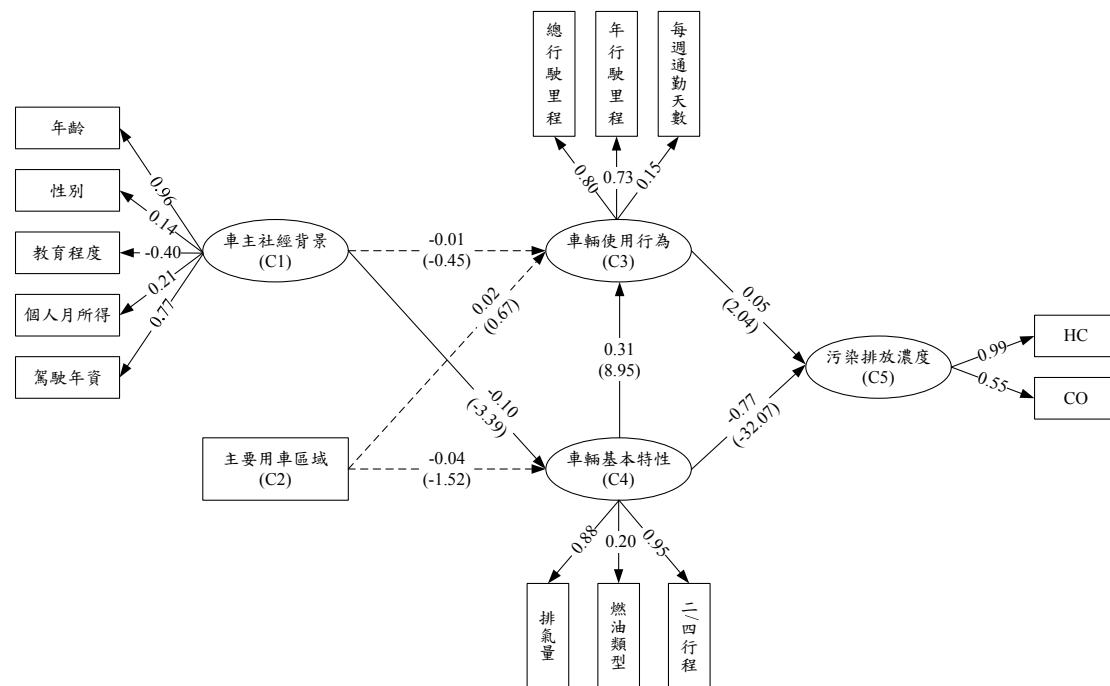 總行駛里程
年行駛里程
每週通勤天數
年齡
性別
教育程度
個人月所得
駕駛年資
0.96
0.14
-0.40
0.21
0.77
0.80
0.73
0.15
車主社經背景
(C1)
-0.01
(-0.45)
車輛使用行為
(C3)
0.02
(0.67)
0.05
(2.04)
0.31
(8.95)
污染排放濃度
(C5)
0.99
0.55
HC
CO
-0.10
(-3.39)
-0.77
(-32.07)
主要用車區域
(C2)
-0.04
(-1.52)
車輛基本特性
(C4)
0.88
0.20
0.95
排氣量
燃油類型
二/四行程